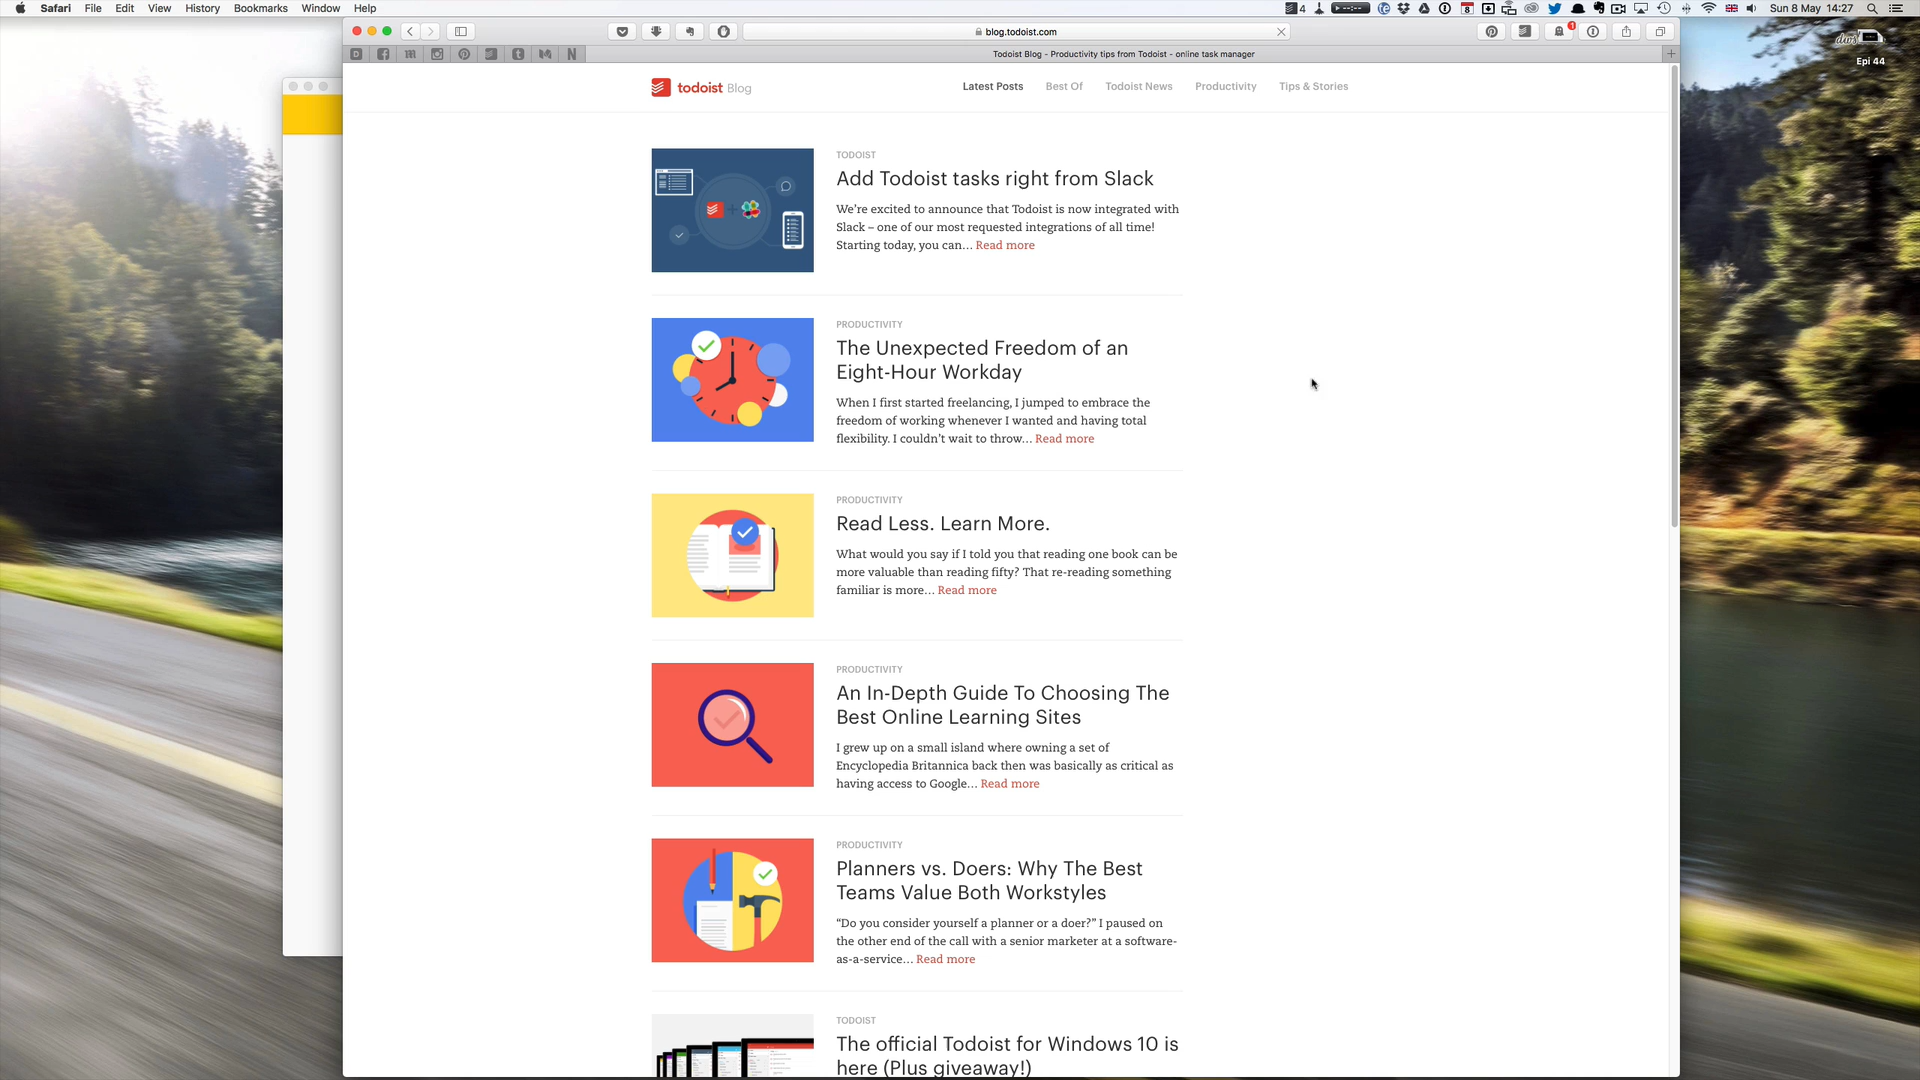 Safari File Edit View History Bookmarks Window Help
4
8
Sun 8 May 14:27
blog.todoist.com
1
Todoist Blog - Productivity tips from Todoist - online task manager
Epi 44
todoist Blog
Latest Posts Best Of Todoist News Productivity Tips & Stories
TODOIST
Add Todoist tasks right from Slack
We’re excited to announce that Todoist is now integrated with
Slack – one of our most requested integrations of all time!
Starting today, you can… Read more
PRODUCTIVITY
The Unexpected Freedom of an
Eight-Hour Workday
When I first started freelancing, I jumped to embrace the
freedom of working whenever I wanted and having total
flexibility. I couldn’t wait to throw… Read more
PRODUCTIVITY
Read Less. Learn More.
What would you say if I told you that reading one book can be
more valuable than reading fifty? That re-reading something
familiar is more… Read more
PRODUCTIVITY
An In-Depth Guide To Choosing The
Best Online Learning Sites
I grew up on a small island where owning a set of
Encyclopedia Britannica back then was basically as critical as
having access to Google… Read more
PRODUCTIVITY
Planners vs. Doers: Why The Best
Teams Value Both Workstyles
“Do you consider yourself a planner or a doer?” I paused on
the other end of the call with a senior marketer at a software-
as-a-service… Read more
TODOIST
The official Todoist for Windows 10 is
here (Plus giveaway!)